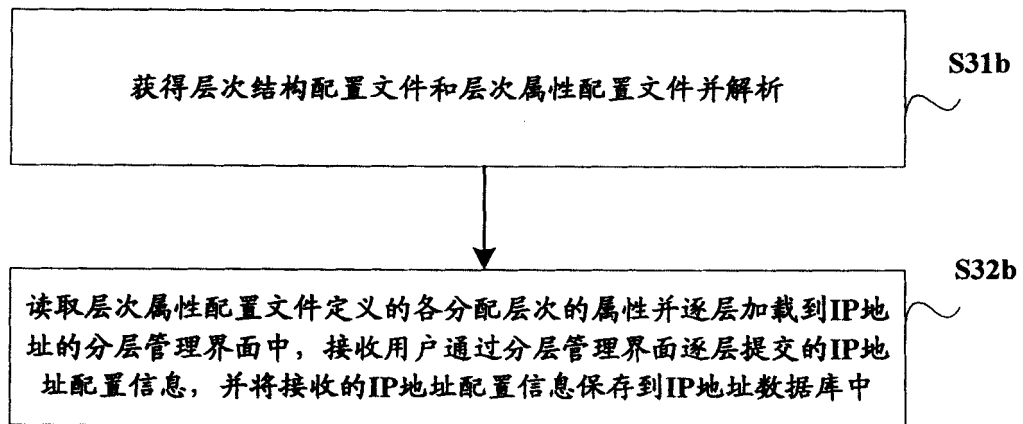 获得层次结构配置文件和层次属性配置文件并解析
S31b
读取层次属性配置文件定义的各分配层次的属性并逐层加载到IP地
址的分层管理界面中，接收用户通过分层管理界面逐层提交的IP地
址配置信息，并将接收的IP地址配置信息保存到IP地址数据库中
S32b